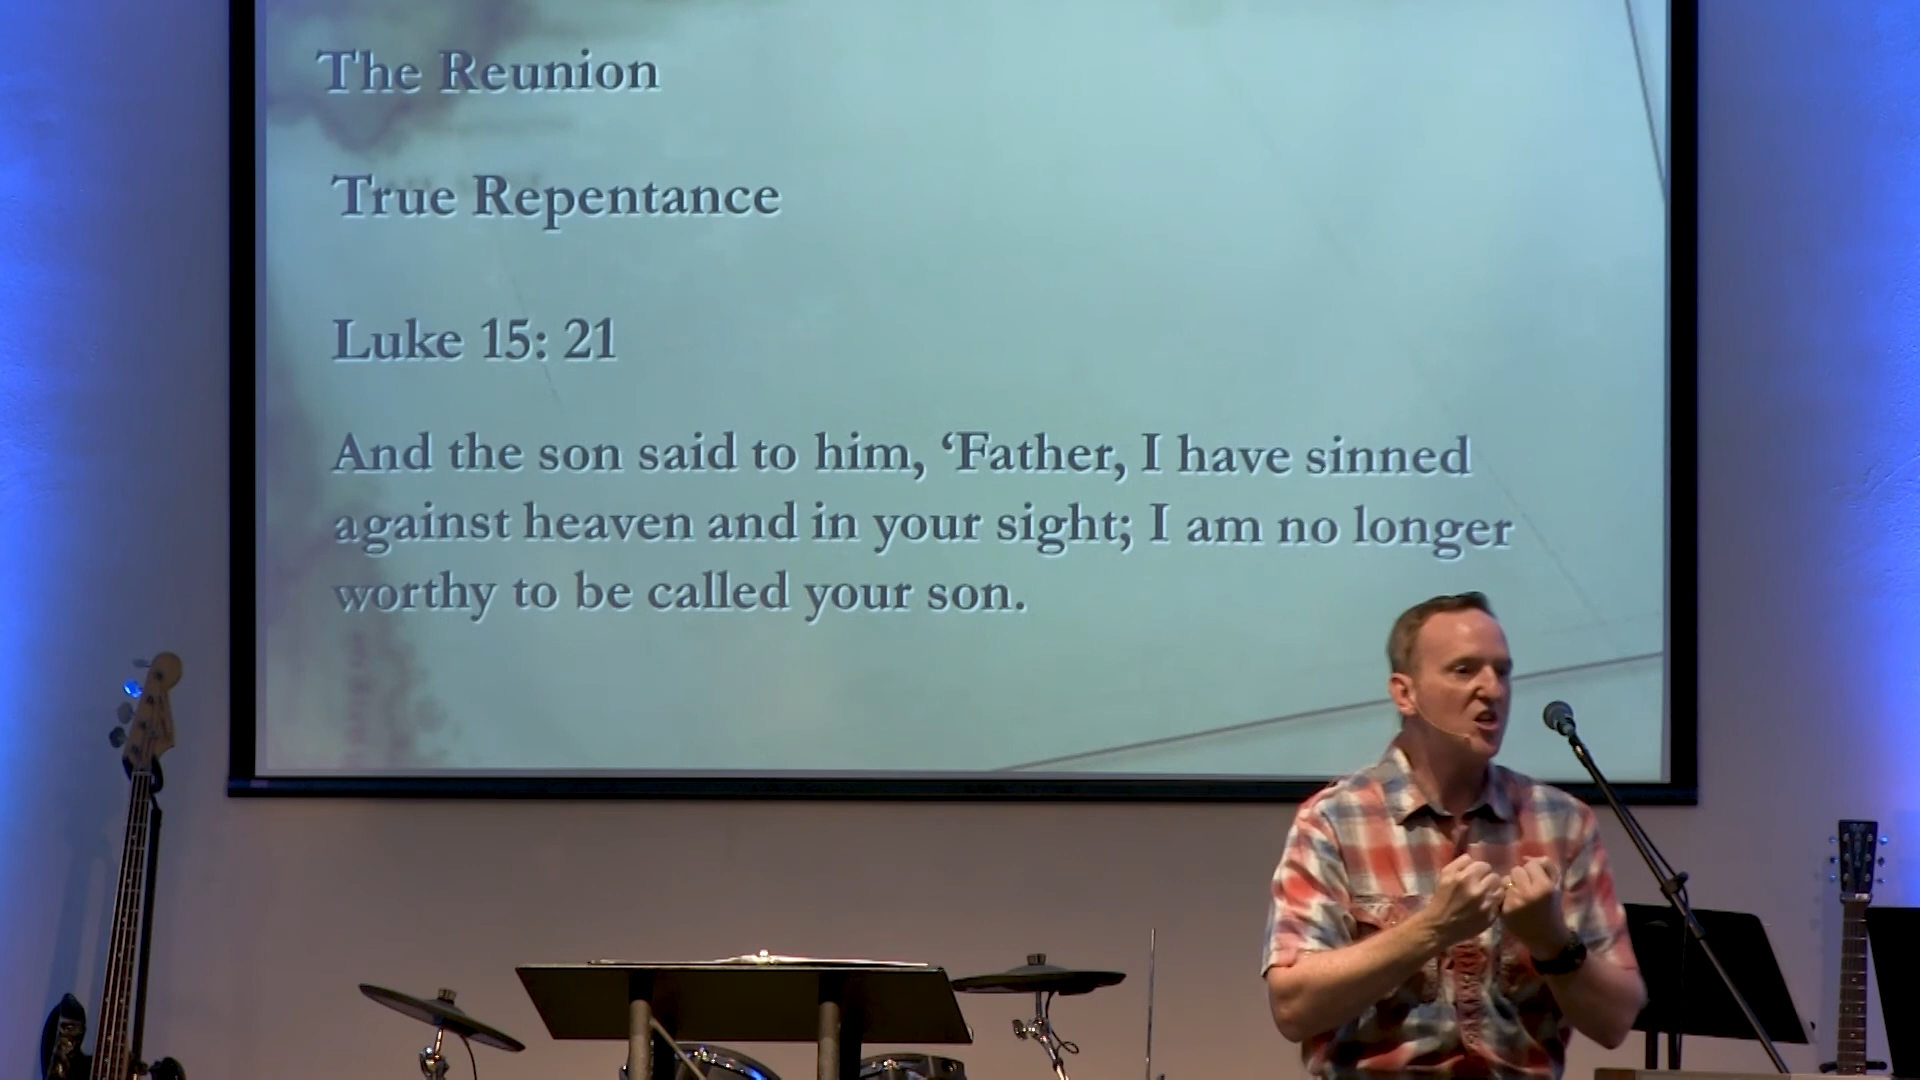 The Reunion
True Repentance
Luke 15: 21
And the son said to him, ‘Father, I have sinned
against heaven and in your sight; I am no longer
worthy to be called your son.